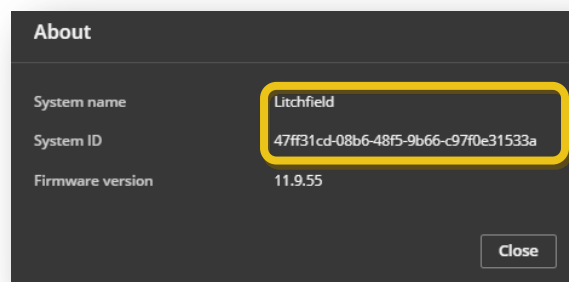 About
System name Litchfield
System ID 47ff31cd-08b6-48f5-9b66-c97f0e31533a
Firmware version 11.9.55
Close